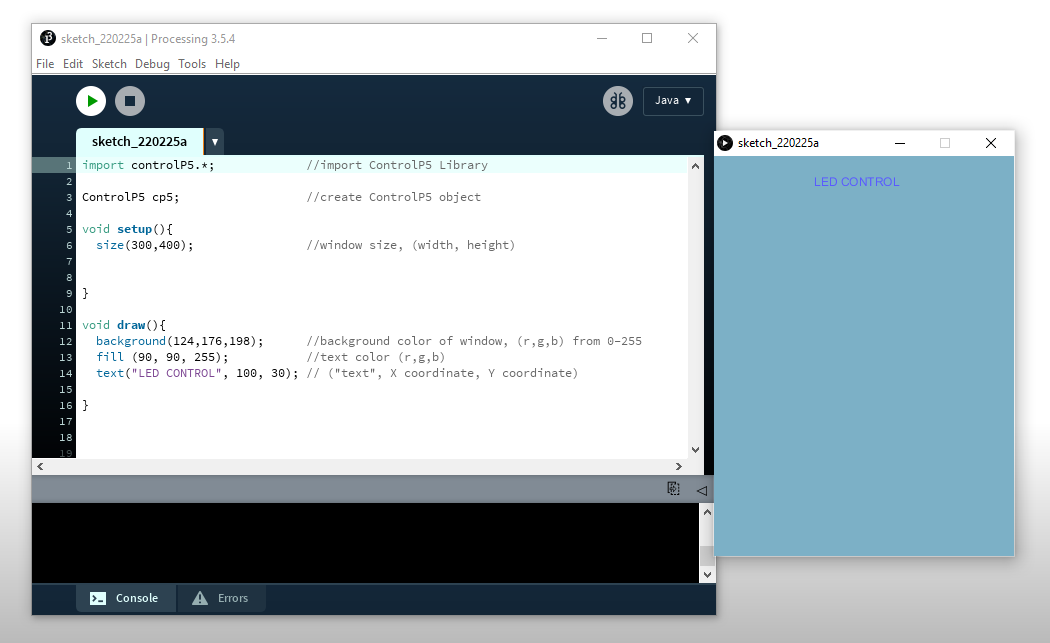 sketch_220225a | Processing 3.5.4
File Edit Sketch Debug Tools Help
Java ▼
sketch_220225a ▼
1 import controlP5.*; //import ControlP5 Library
2
3 ControlP5 cp5; //create ControlP5 object
4
5 void setup(){
6 size(300,400); //window size, (width, height)
7
8
9 }
10
11 void draw(){
12 background(124,176,198); //background color of window, (r,g,b) from 0-255
13 fill (90, 90, 255); //text color (r,g,b)
14 text("LED CONTROL", 100, 30); // ("text", X coordinate, Y coordinate)
15
16 }
17
18
19
Console Errors
sketch_220225a
LED CONTROL